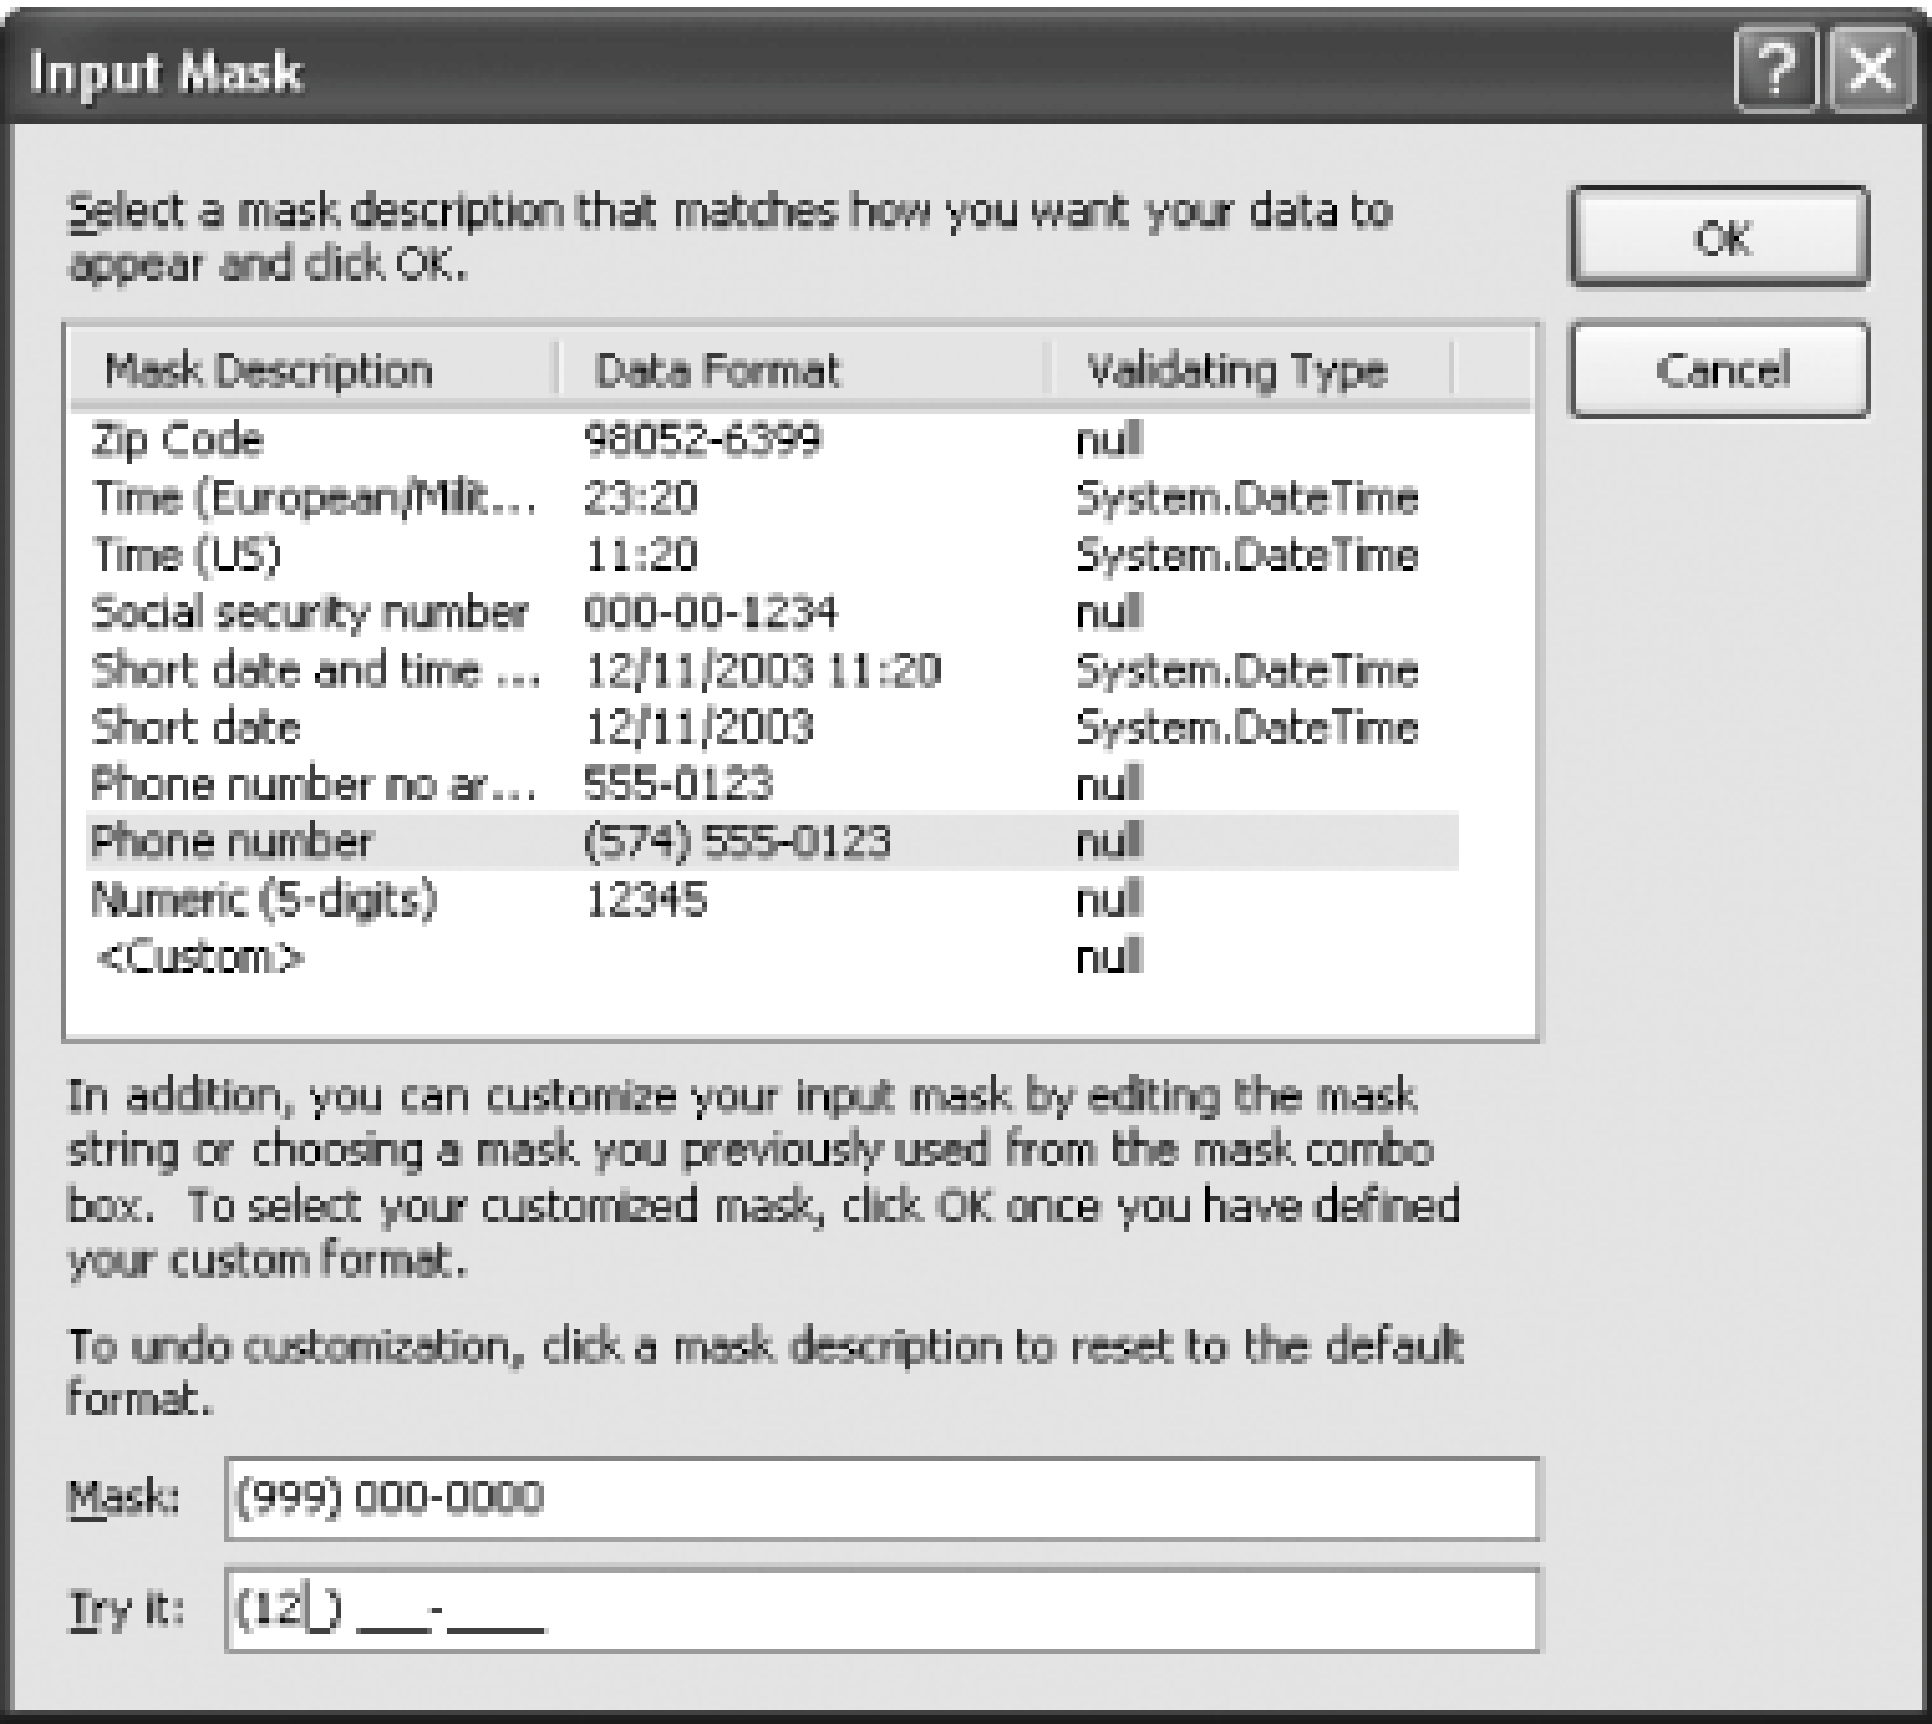 Input Mask
Select a mask description that matches how you want your data to
appear and click OK.
OK
Cancel
Mask Description Data Format Validating Type
Zip Code 98052-6399 null
Time (European/Milit... 23:20 System.DateTime
Time (US) 11:20 System.DateTime
Social security number 000-00-1234 null
Short date and time ... 12/11/2003 11:20 System.DateTime
Short date 12/11/2003 System.DateTime
Phone number no ar... 555-0123 null
Phone number (574) 555-0123 null
Numeric (5-digits) 12345 null
<Custom> null
In addition, you can customize your input mask by editing the mask
string or choosing a mask you previously used from the mask combo
box. To select your customized mask, click OK once you have defined
your custom format.
To undo customization, click a mask description to reset to the default
format.
Mask: (999) 000-0000
Try it: (12_) ___-____